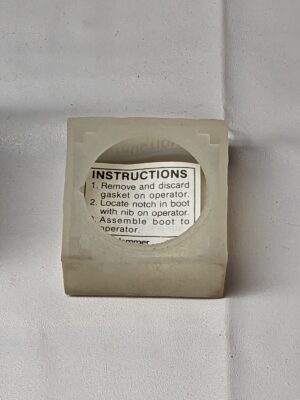 INSTRUCTIONS
1. Remove and discard
gasket on operator.
2. Locate notch in boot
with nib on operator.
Assemble boot to
operator.